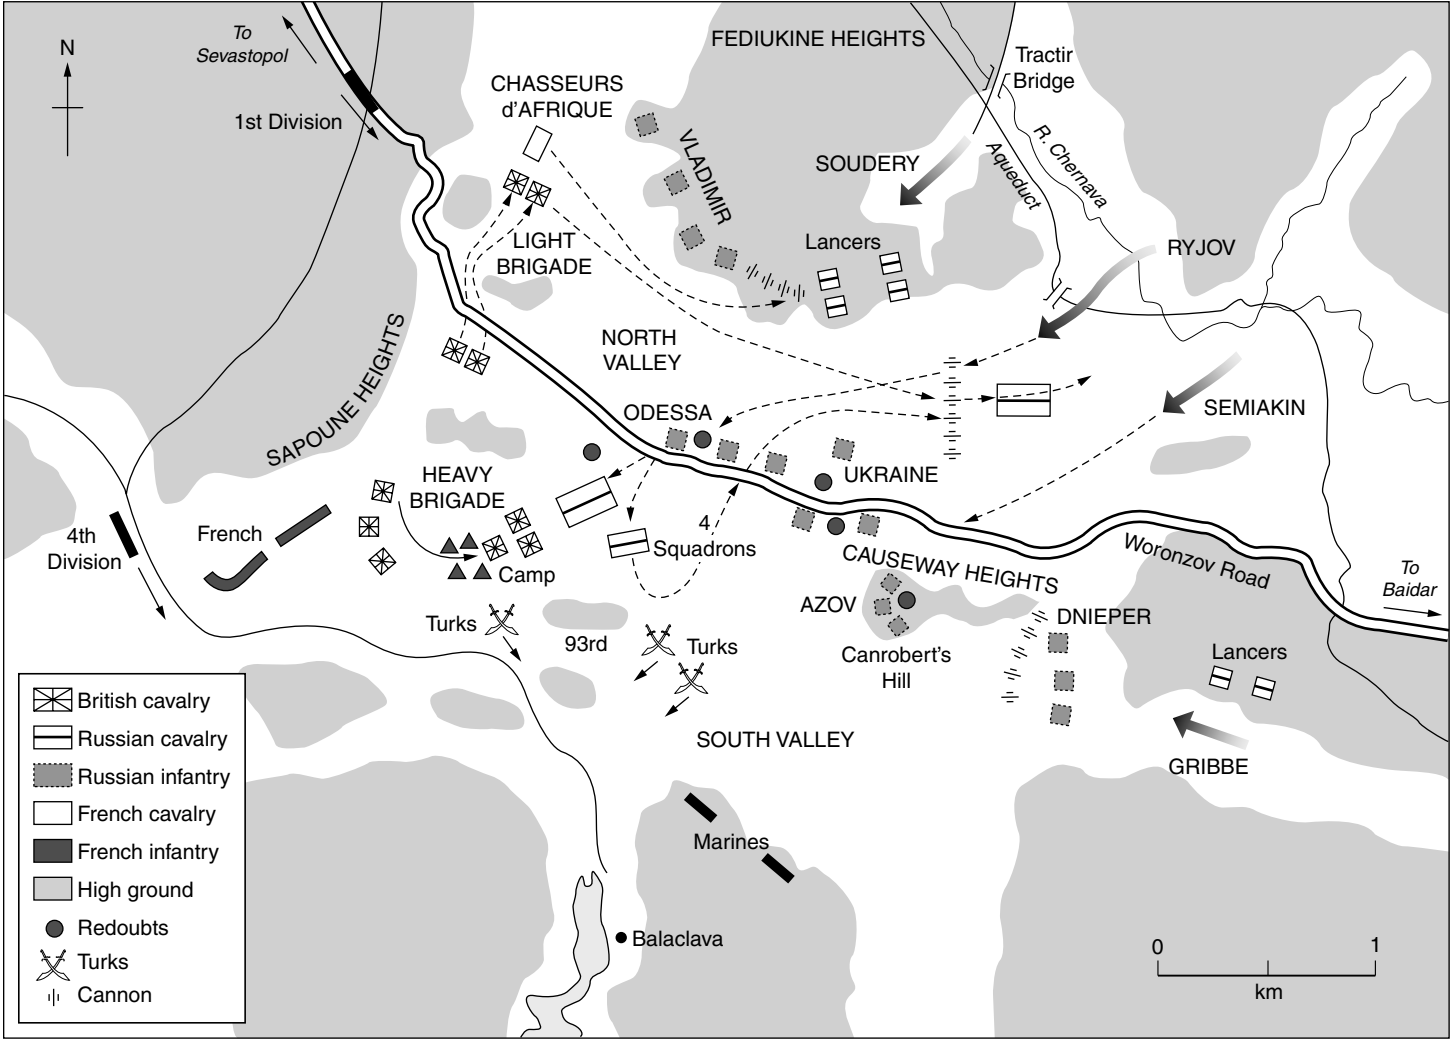 To
Sevastopol
N
1st Division
CHASSEURS
d'AFRIQUE
FEDIUKINE HEIGHTS
Tractir
Bridge
VLADIMIR
SOUDERY
Aqueduct
R. Chernava
Lancers
RYJOV
LIGHT
BRIGADE
NORTH
VALLEY
SAPOUNE HEIGHTS
SEMIAKIN
ODESSA
HEAVY
BRIGADE
UKRAINE
4th
Division
French
4
Squadrons
Camp
CAUSEWAY HEIGHTS
Woronzov Road
To
Baidar
AZOV
DNIEPER
Turks
93rd
Turks
Canrobert's
Hill
Lancers
SOUTH VALLEY
GRIBBE
British cavalry
Russian cavalry
Russian infantry
French cavalry
French infantry
High ground
Redoubts
Turks
Cannon
Marines
Balaclava
0 1
km